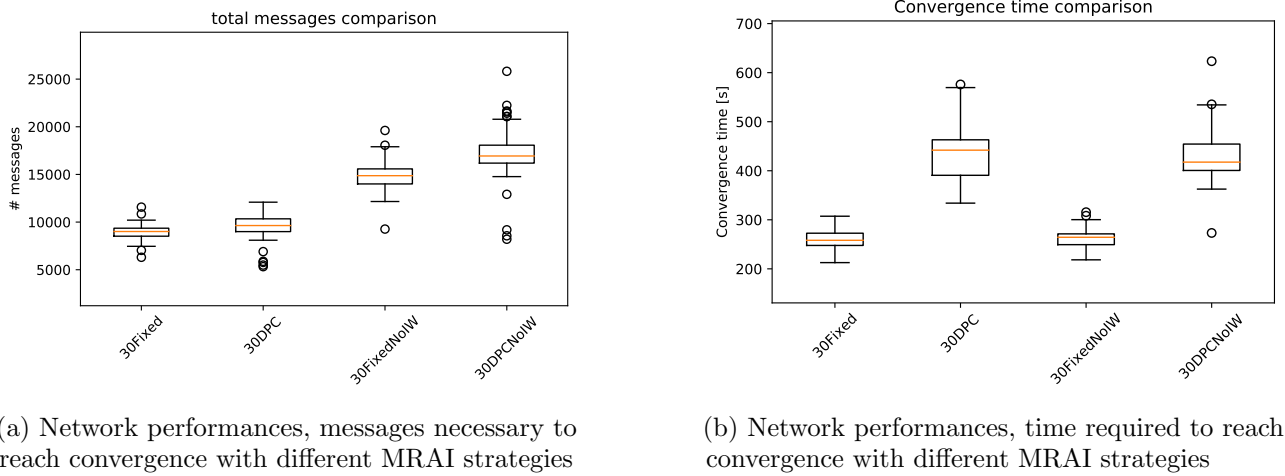 total messages comparison
# messages
25000
20000
15000
10000
5000
30Fixed
30DPC
30FixedNoIW
30DPCNoIW
(a) Network performances, messages necessary to
reach convergence with different MRAI strategies
Convergence time comparison
Convergence time [s]
700
600
500
400
300
200
30Fixed
30DPC
30FixedNoIW
30DPCNoIW
(b) Network performances, time required to reach
convergence with different MRAI strategies